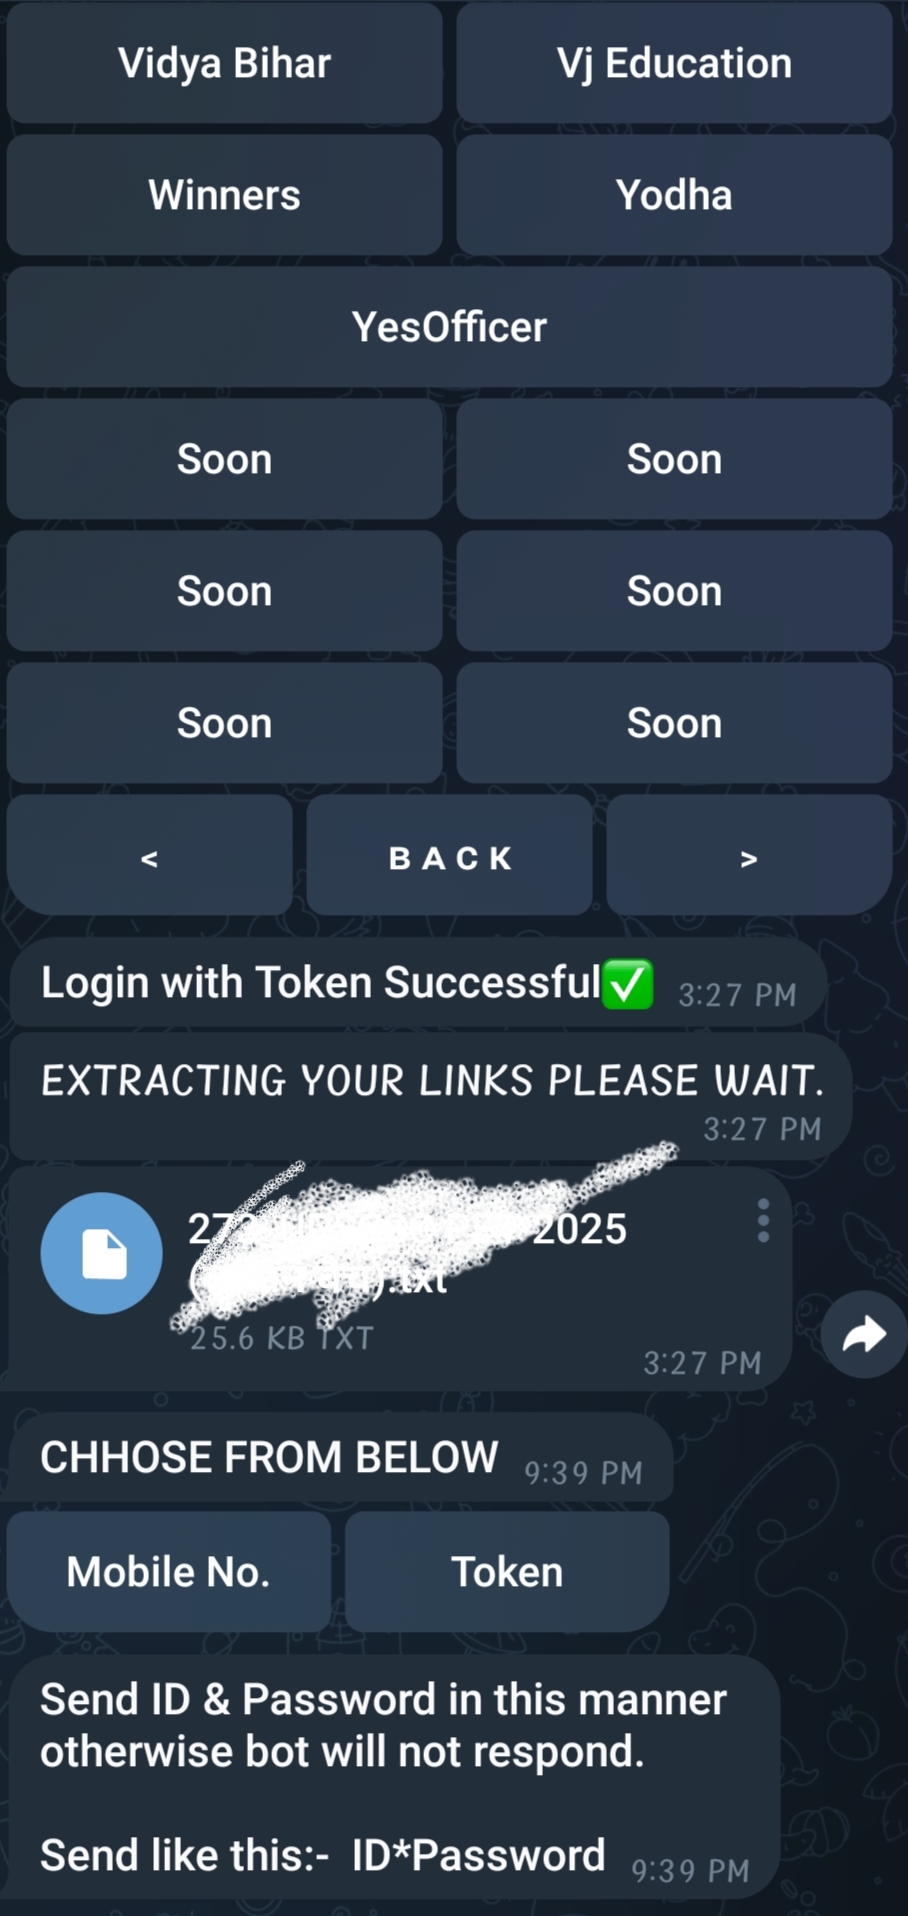 Vidya Bihar
Vj Education
Winners
Yodha
YesOfficer
Soon
Soon
Soon
Soon
Soon
Soon
<
BACK
>
Login with Token Successful✅ 3:27 PM
EXTRACTING YOUR LINKS PLEASE WAIT.
3:27 PM
2025
.txt
25.6 KB TXT
3:27 PM
CHHOSE FROM BELOW 9:39 PM
Mobile No.
Token
Send ID & Password in this manner
otherwise bot will not respond.
Send like this:- ID*Password 9:39 PM